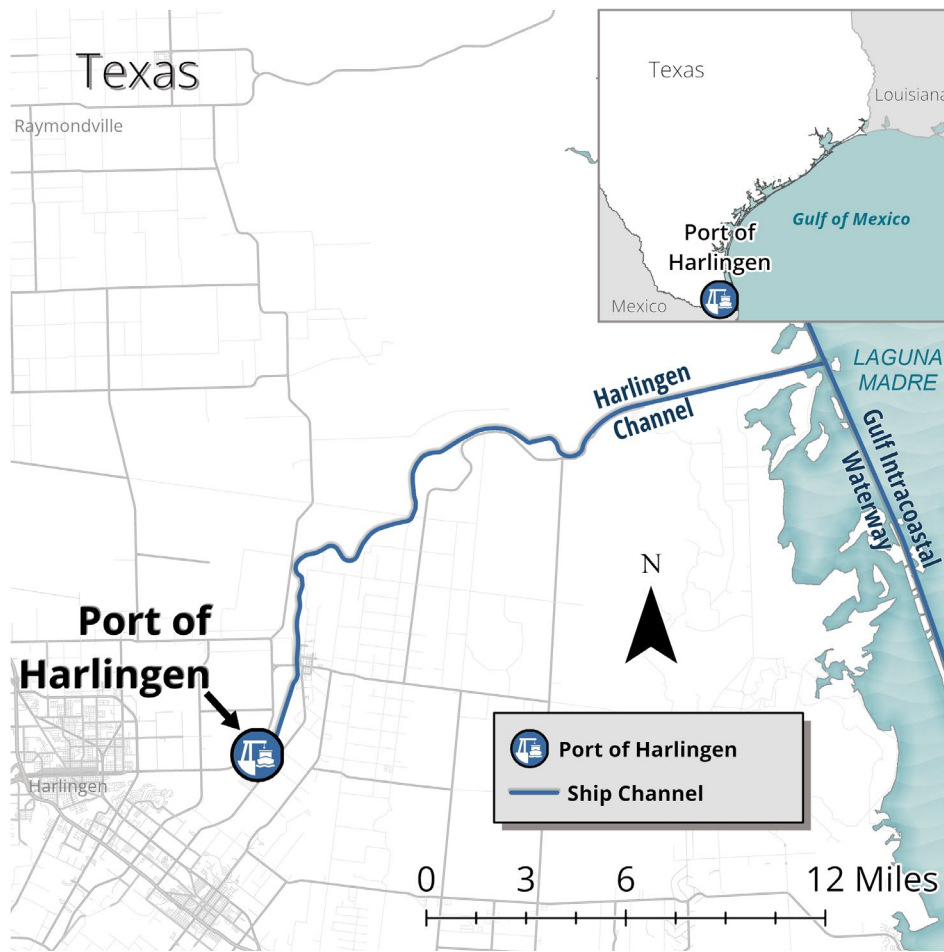 Texas
Raymondville
Texas
Louisiana
Gulf of Mexico
Port of
Harlingen
Mexico
LAGUNA
MADRE
Harlingen
Channel
Gulf Intracoastal
Waterway
N
Port of
Harlingen
Harlingen
Port of Harlingen
Ship Channel
0 3 6 12 Miles